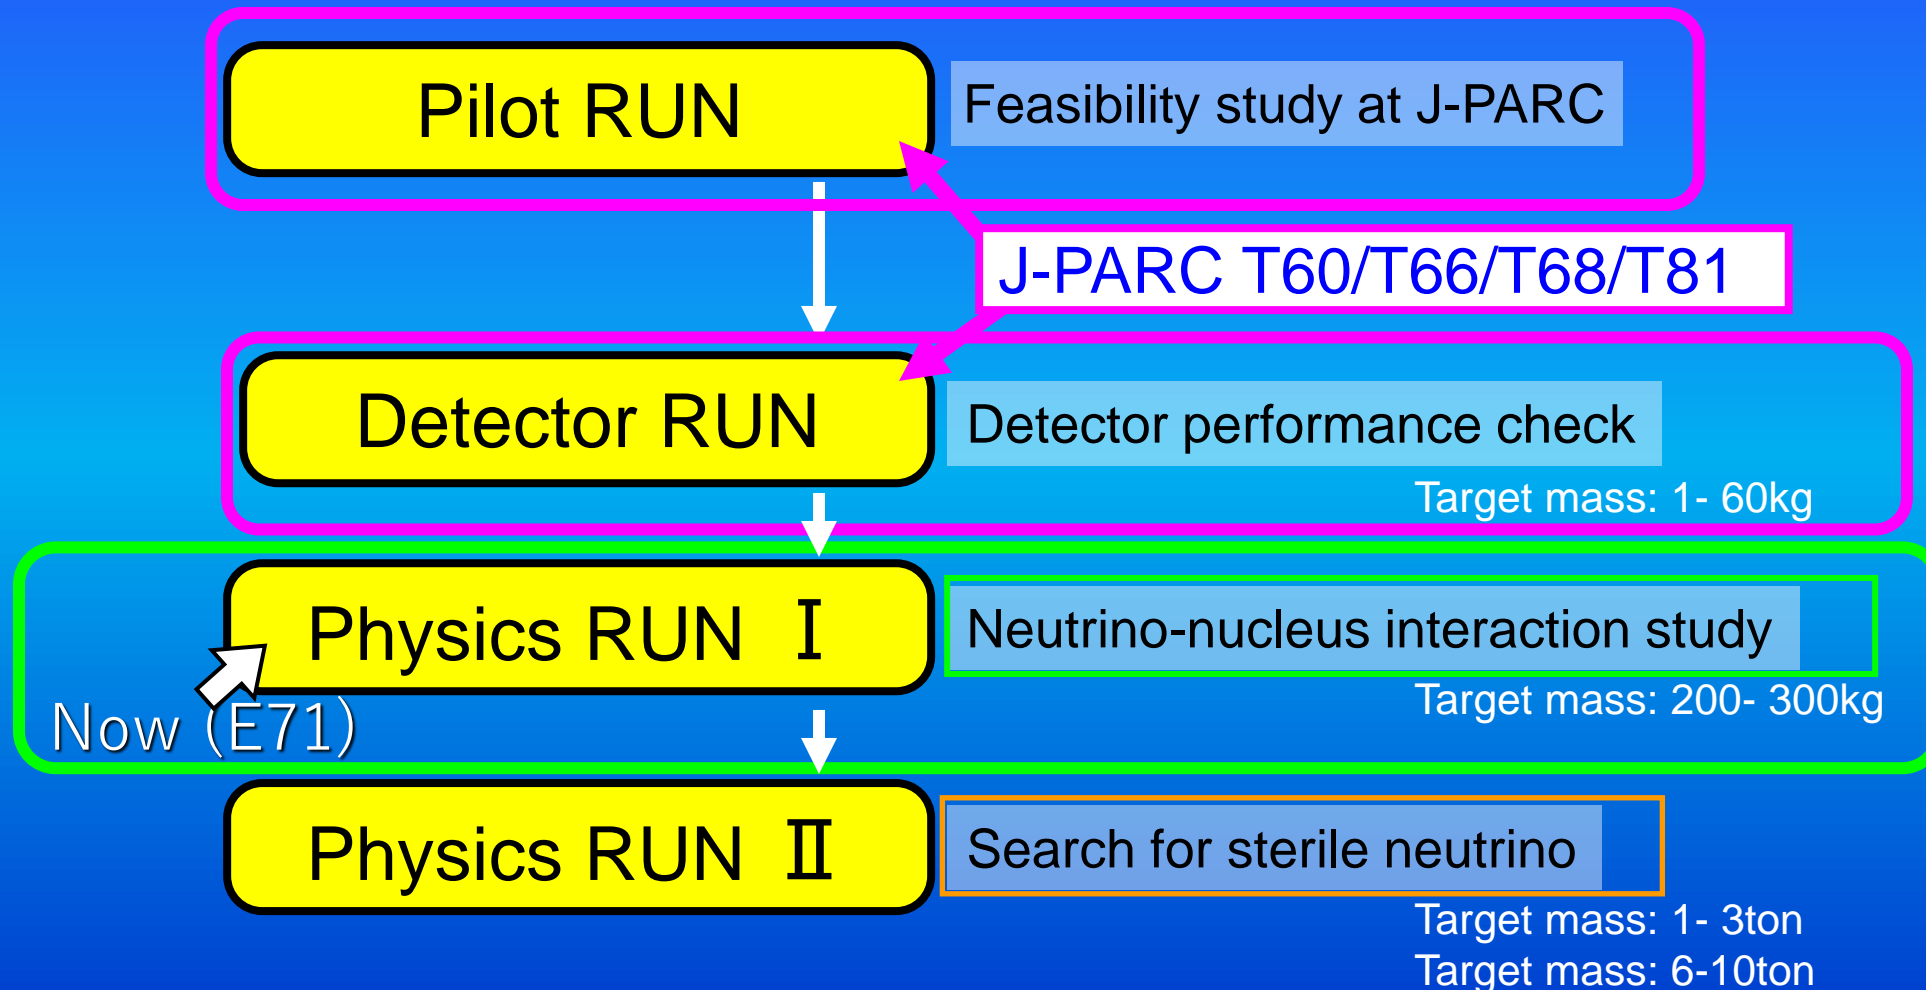 Pilot RUN
Feasibility study at J-PARC
J-PARC T60/T66/T68/T81
Detector RUN
Detector performance check
Target mass: 1- 60kg
Physics RUN Ⅰ
Neutrino-nucleus interaction study
Target mass: 200- 300kg
Now (E71)
Physics RUN Ⅱ
Search for sterile neutrino
Target mass: 1- 3ton
Target mass: 6-10ton